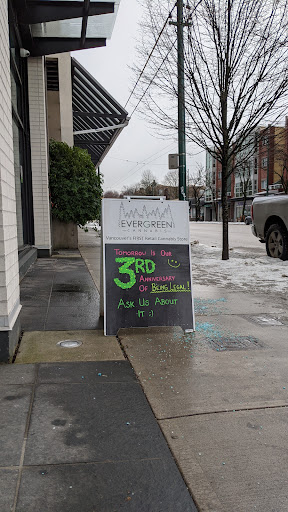 EVERGREEN
CANNABIS
Vancouver's FIRST Retail Cannabis Store
Tomorrow Is Our
3RD
Anniversary
Of Being Legal!
Ask Us About
It :)